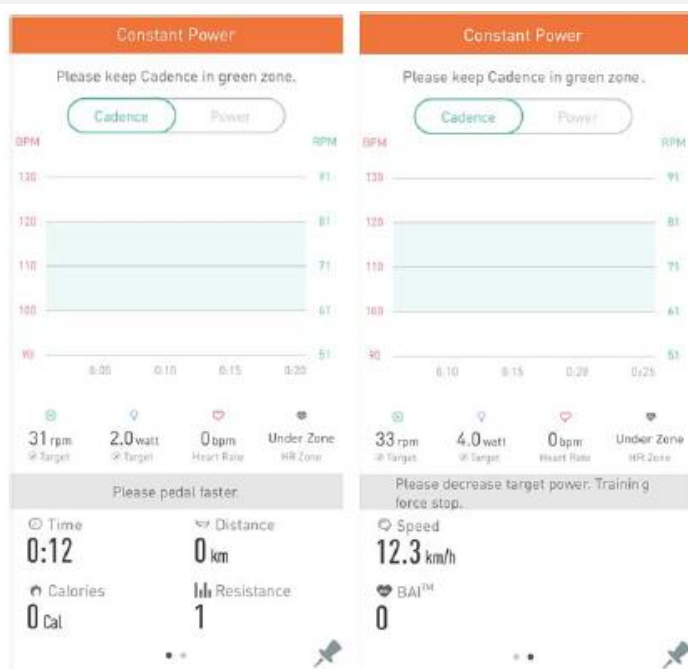 Constant Power
Please keep Cadence in green zone.
Cadence Power
BPM RPM
130 91
120 81
110 71
100 61
90 51
0:05 0:10 0:15 0:20
31 rpm 2.0 watt 0 bpm Under Zone
Target Target Heart Rate HR Zone
Please pedal faster.
Time Distance
0:12 0 km
Calories Resistance
0 Cal 1
Constant Power
Please keep Cadence in green zone.
Cadence Power
BPM RPM
130 91
120 81
110 71
100 61
90 51
0:10 0:15 0:20 0:25
33 rpm 4.0 watt 0 bpm Under Zone
Target Target Heart Rate HR Zone
Please decrease target power. Training
force stop.
Speed
12.3 km/h
BAI™
0